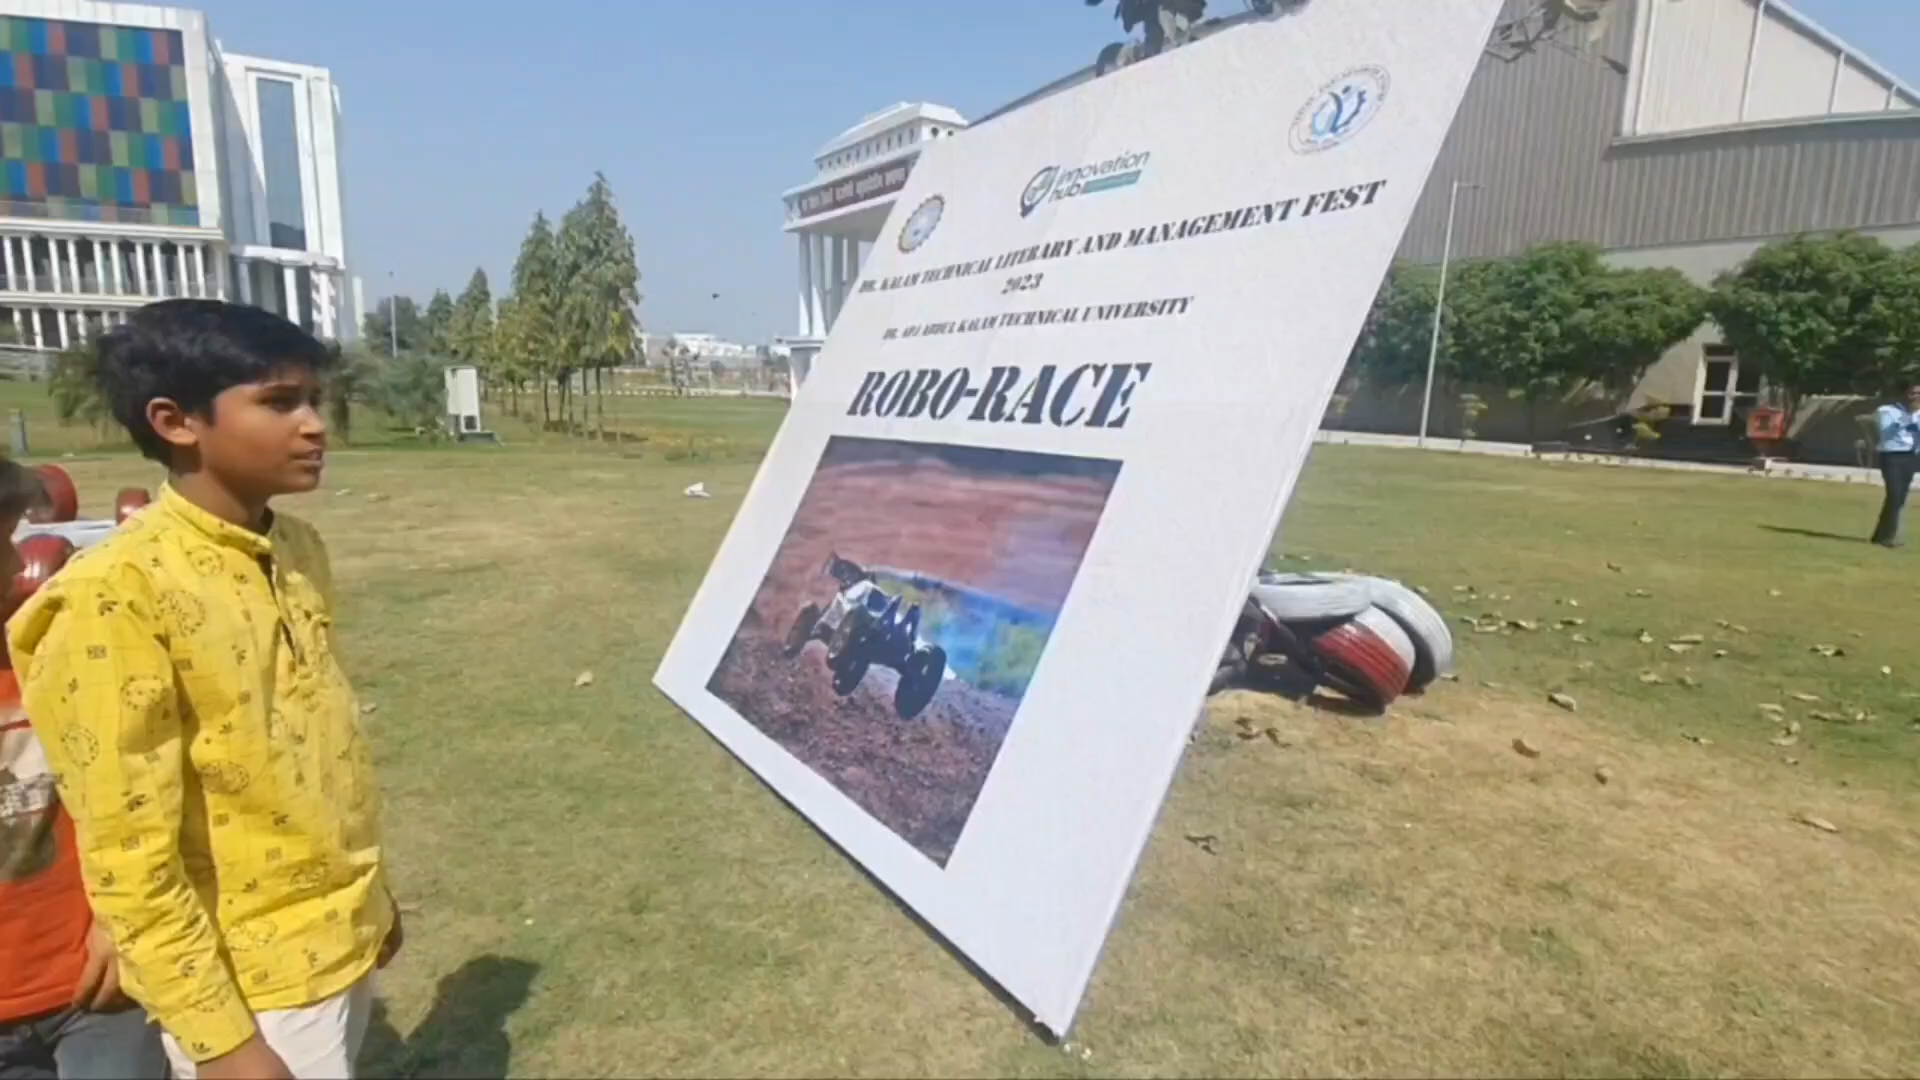 innovation
hub
DR. KALAM TECHNICAL LITERARY AND MANAGEMENT FEST
2023
DR. APJ ABDUL KALAM TECHNICAL UNIVERSITY
ROBO-RACE